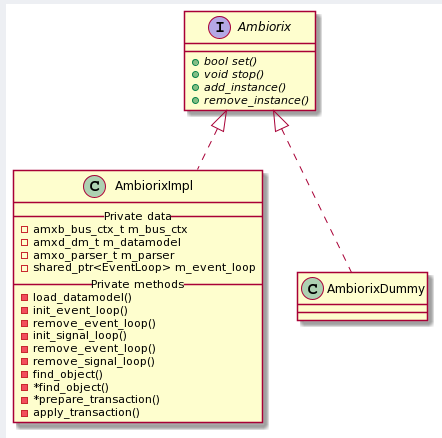 I Ambiorix
bool set()
void stop()
add_instance()
remove_instance()
C AmbiorixImpl
Private data
amxb_bus_ctx_t m_bus_ctx
amxd_dm_t m_datamodel
amxo_parser_t m_parser
shared_ptr<EventLoop> m_event_loop
Private methods
load_datamodel()
init_event_loop()
remove_event_loop()
init_signal_loop()
remove_event_loop()
remove_signal_loop()
find_object()
*find_object()
*prepare_transaction()
apply_transaction()
C AmbiorixDummy